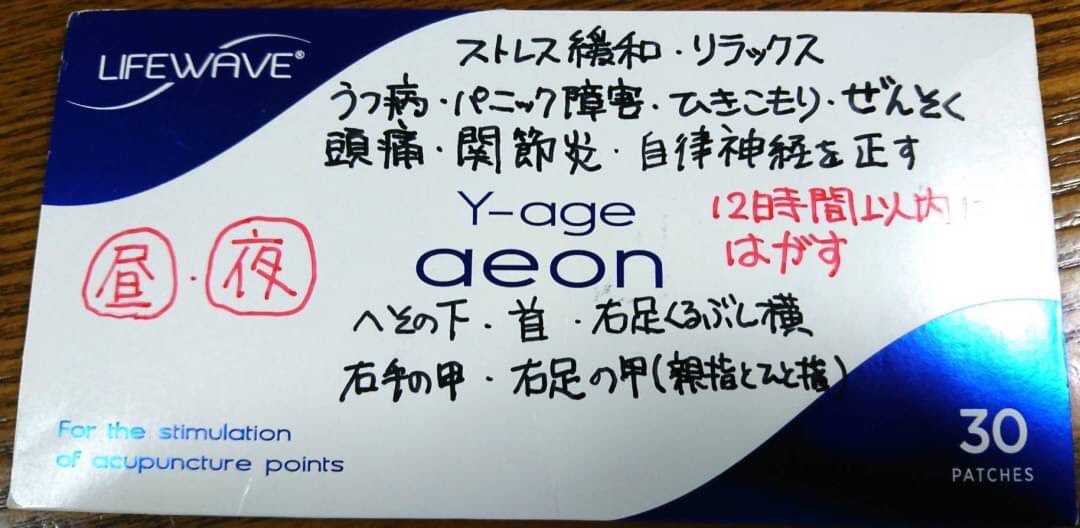 LIFEWAVE®
ストレス緩和・リラックス
うつ病・パニック障害・ひきこもり・ぜんそく
頭痛・関節炎・自律神経を正す
Y-age
aeon
12時間以内に
はがす
昼・夜
へその下・首・右足くるぶし横
右手の甲・右足の甲(親指とひと指)
For the stimulation
of acupuncture points
30
PATCHES